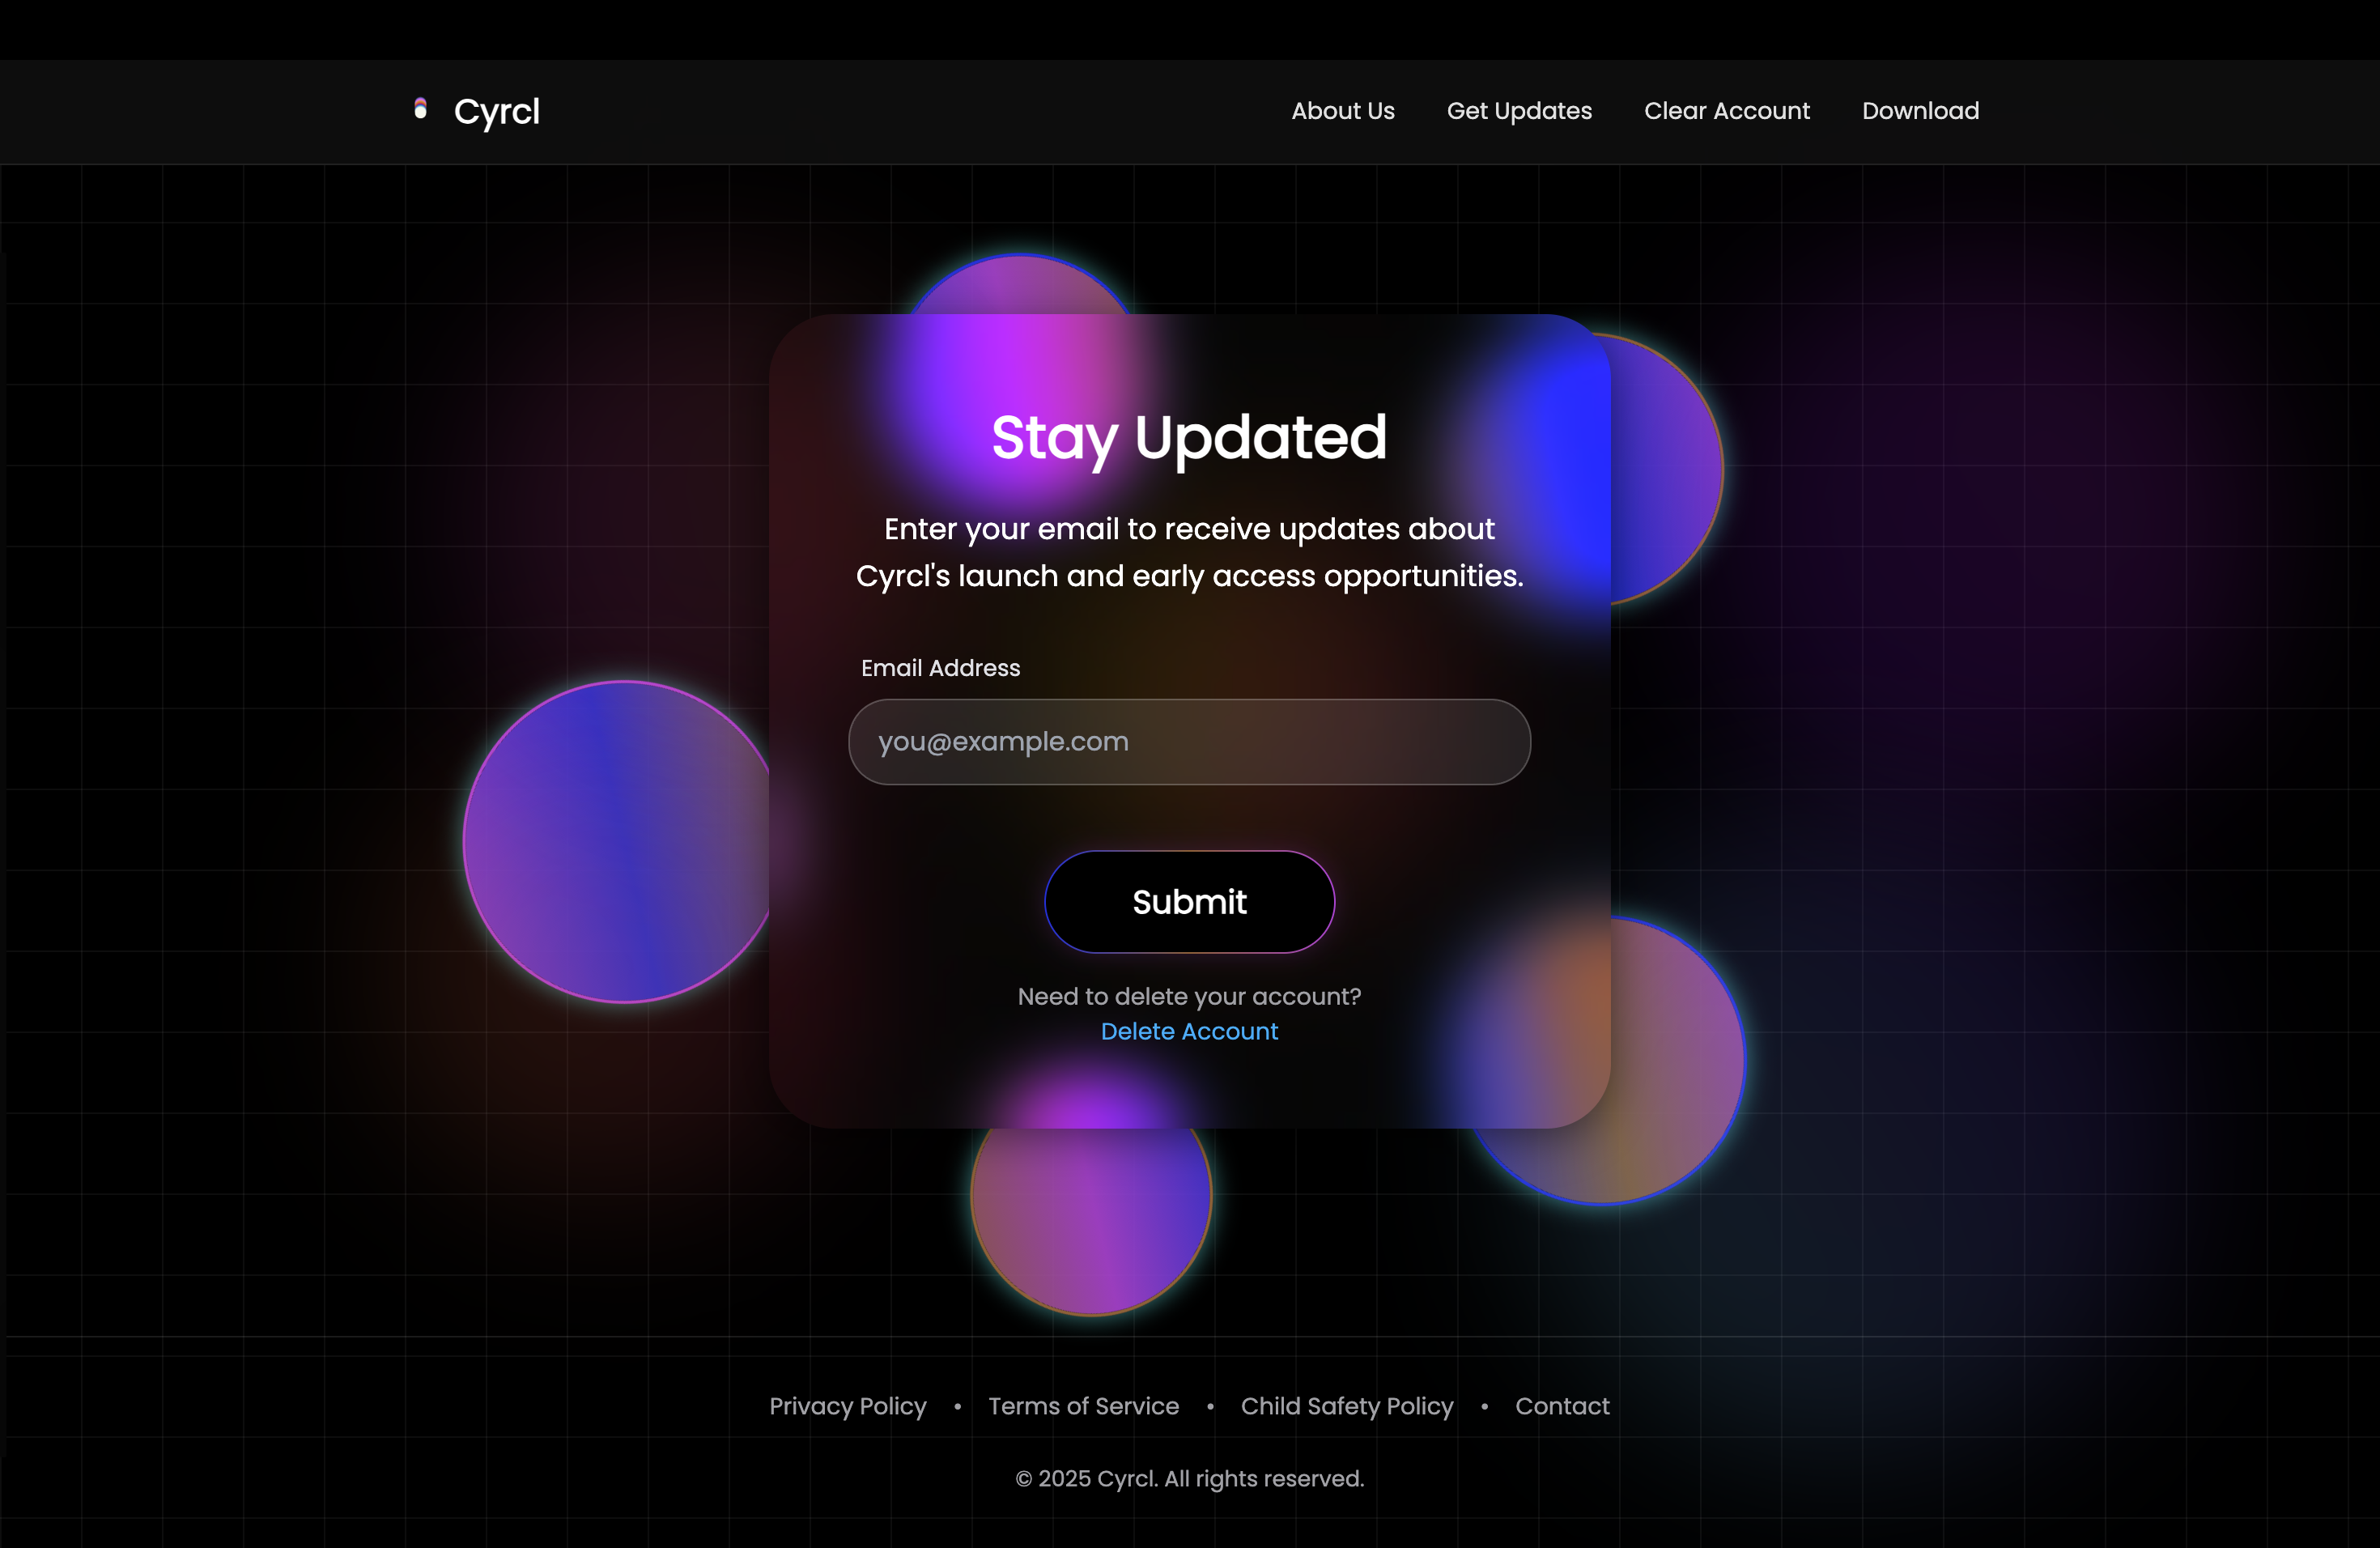 Cyrcl
About Us Get Updates Clear Account Download
Stay Updated
Enter your email to receive updates about
Cyrcl's launch and early access opportunities.
Email Address
you@example.com
Submit
Need to delete your account?
Delete Account
Privacy Policy • Terms of Service • Child Safety Policy • Contact
© 2025 Cyrcl. All rights reserved.